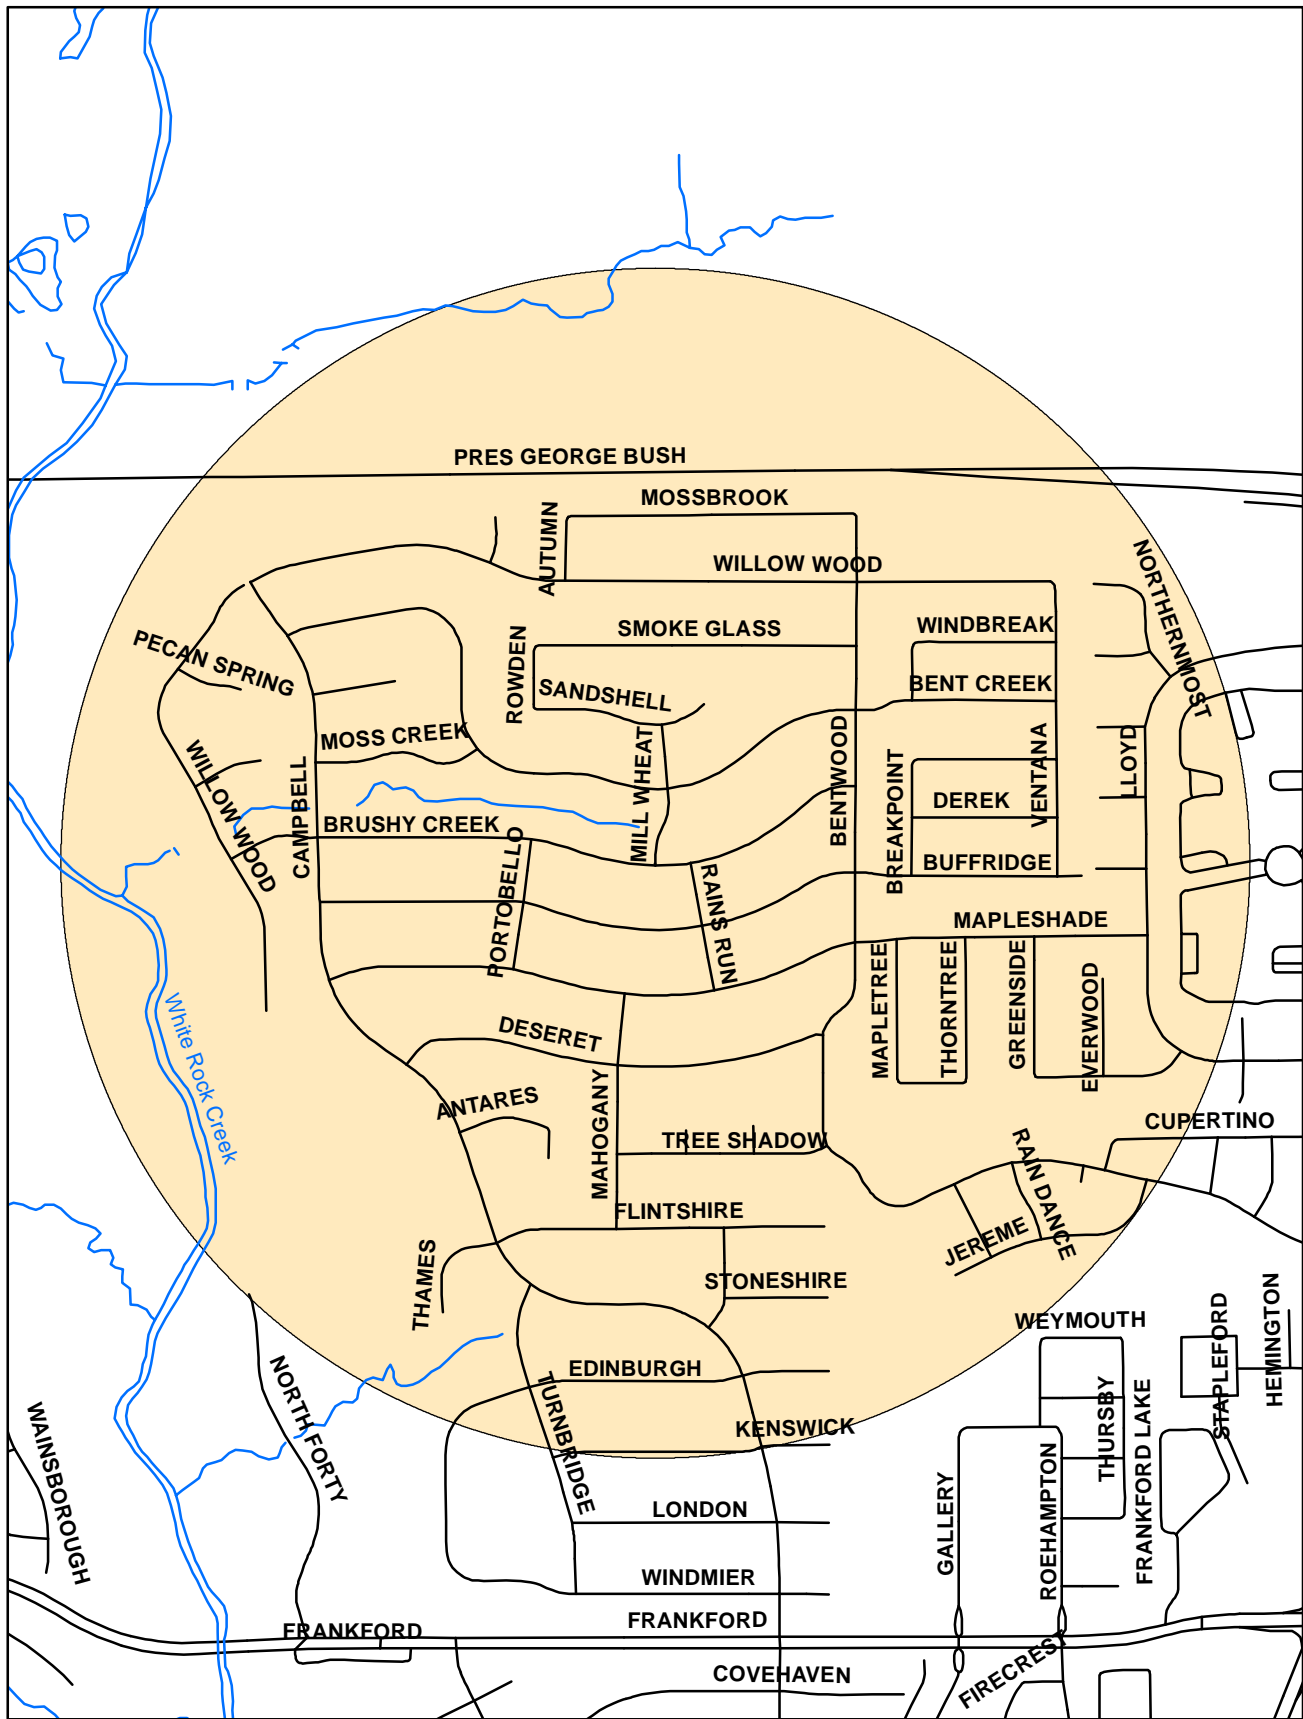 PRES GEORGE BUSH
MOSSBROOK
AUTUMN
WILLOW WOOD
NORTHERNMOST
SMOKE GLASS
WINDBREAK
PECAN SPRING
ROWDEN
SANDSHELL
BENT CREEK
MOSS CREEK
WILLOW WOOD
CAMPBELL
MILL WHEAT
BENTWOOD
BREAKPOINT
VENTANA
LLOYD
DEREK
BRUSHY CREEK
PORTOBELLO
RAINS RUN
BUFFRIDGE
MAPLESHADE
MAPLETREE
THORNTREE
GREENSIDE
EVERWOOD
White Rock Creek
DESERET
ANTARES
MAHOGANY
TREE SHADOW
CUPERTINO
RAIN DANCE
JEREME
FLINTSHIRE
THAMES
STONESHIRE
WEYMOUTH
STAPLEFORD
HEMINGTON
EDINBURGH
TURNBRIDGE
NORTH FORTY
KENSWICK
THURSBY
FRANKFORD LAKE
WAINSBOROUGH
GALLERY
ROEHAMPTON
LONDON
WINDMIER
FRANKFORD
FRANKFORD
COVEHAVEN
FIRECREST